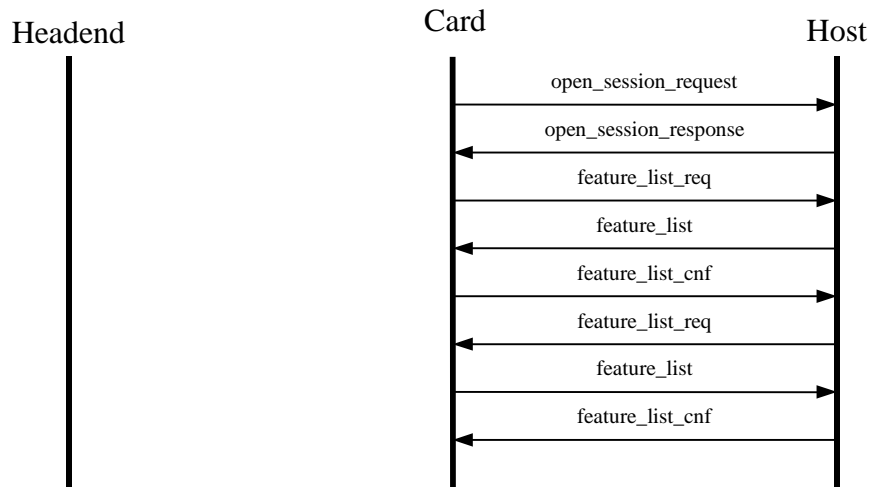 Headend
Card
Host
open_session_request
open_session_response
feature_list_req
feature_list
feature_list_cnf
feature_list_req
feature_list
feature_list_cnf